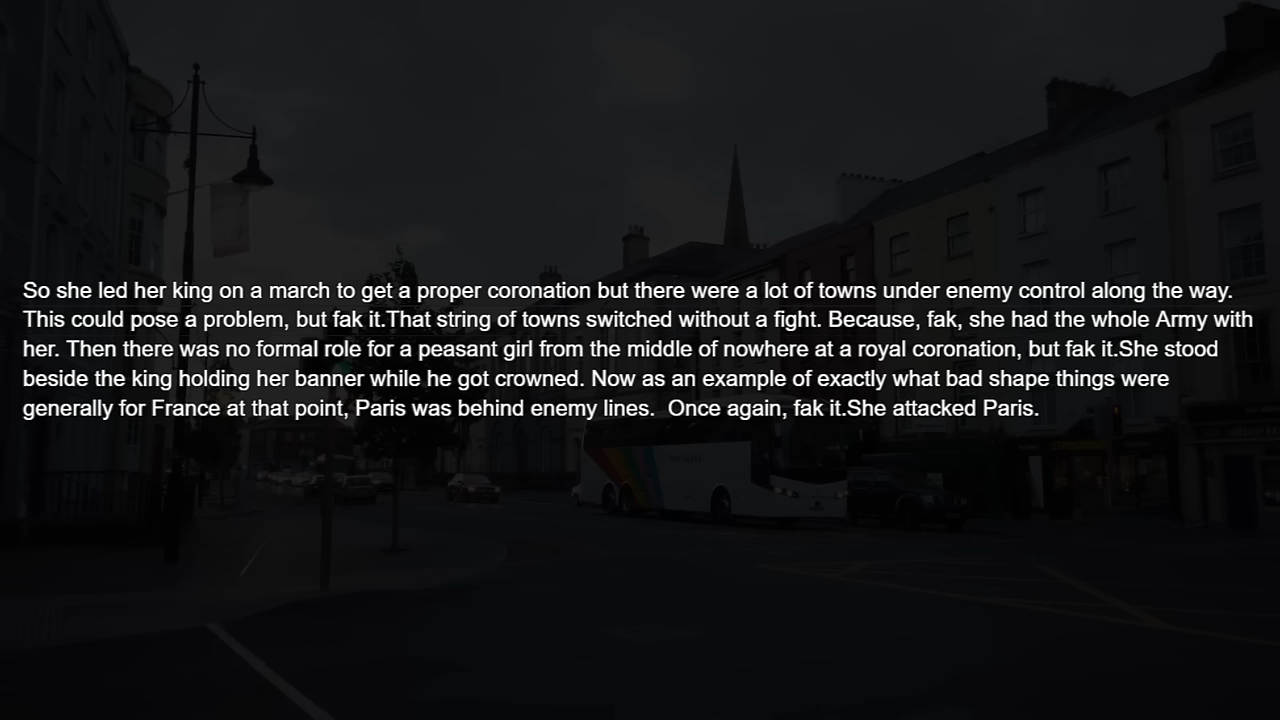 So she led her king on a march to get a proper coronation but there were a lot of towns under enemy control along the way.
This could pose a problem, but fak it.That string of towns switched without a fight. Because, fak, she had the whole Army with
her. Then there was no formal role for a peasant girl from the middle of nowhere at a royal coronation, but fak it.She stood
beside the king holding her banner while he got crowned. Now as an example of exactly what bad shape things were
generally for France at that point, Paris was behind enemy lines.  Once again, fak it.She attacked Paris.